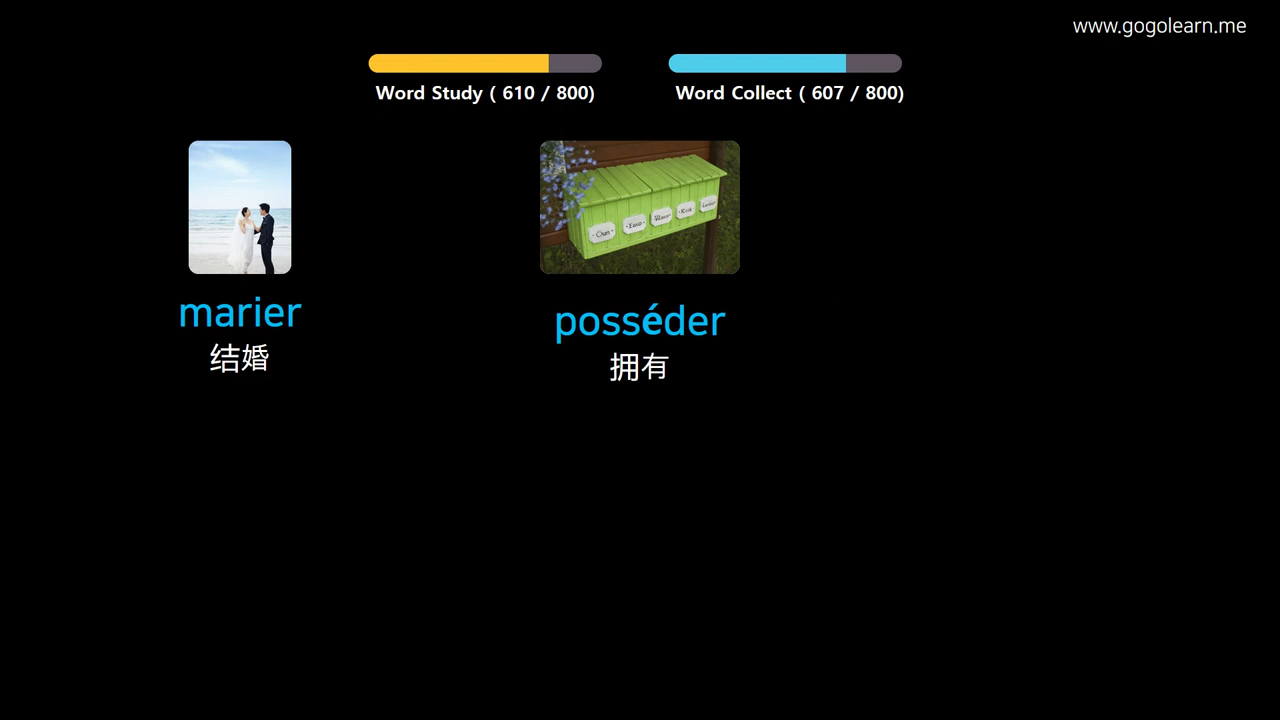 www.gogolearn.me
Word Study ( 610 / 800)
Word Collect ( 607 / 800)
marier
结婚
posséder
拥有